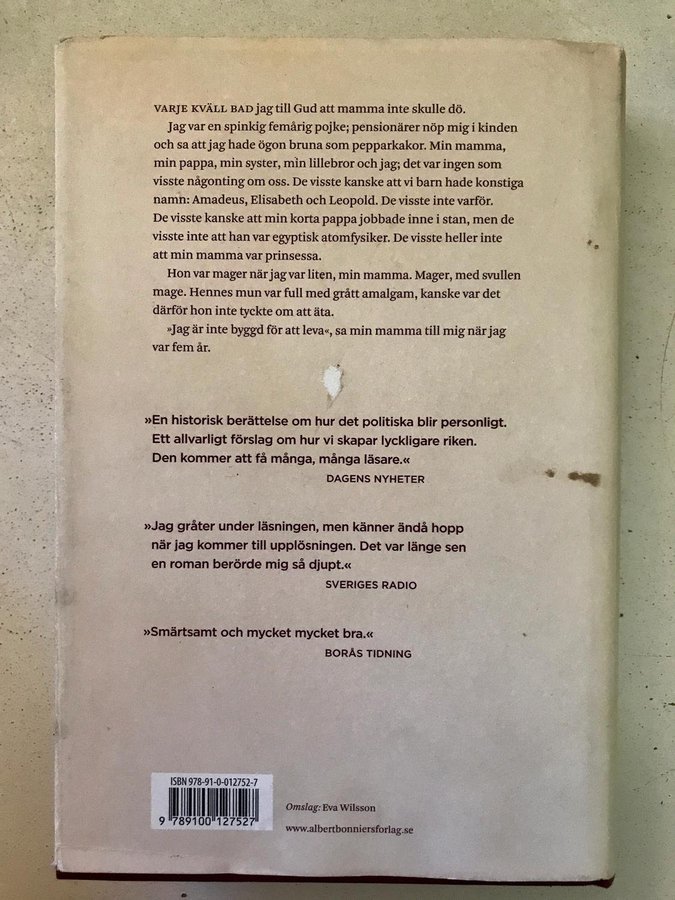 VARJE KVÄLL BAD jag till Gud att mamma inte skulle dö.
Jag var en spinkig femårig pojke; pensionärer nöp mig i kinden
och sa att jag hade ögon bruna som pepparkakor. Min mamma,
min pappa, min syster, min lillebror och jag; det var ingen som
visste någonting om oss. De visste kanske att vi barn hade konstiga
namn: Amadeus, Elisabeth och Leopold. De visste inte varför.
De visste kanske att min korta pappa jobbade inne i stan, men de
visste inte att han var egyptisk atomfysiker. De visste heller inte
att min mamma var prinsessa.
Hon var mager när jag var liten, min mamma. Mager, med svullen
mage. Hennes mun var full med grått amalgam, kanske var det
därför hon inte tyckte om att äta.
»Jag är inte byggd för att leva«, sa min mamma till mig när jag
var fem år.
»En historisk berättelse om hur det politiska blir personligt.
Ett allvarligt förslag om hur vi skapar lyckligare riken.
Den kommer att få många, många läsare.«
DAGENS NYHETER
»Jag gråter under läsningen, men känner ändå hopp
när jag kommer till upplösningen. Det var länge sen
en roman berörde mig så djupt.«
SVERIGES RADIO
»Smärtsamt och mycket mycket bra.«
BORÅS TIDNING
ISBN 978-91-0-012752-7
9 789100 127527
Omslag: Eva Wilsson
www.albertbonniersforlag.se